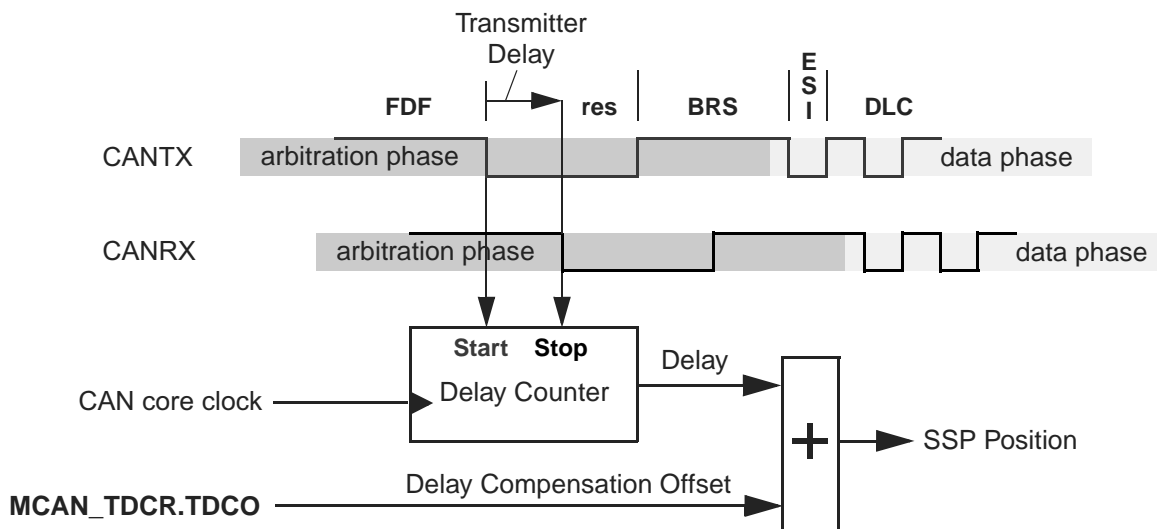 Transmitter
Delay
FDF
res
BRS
E
S
I
DLC
CANTX
arbitration phase
data phase
CANRX
arbitration phase
data phase
Start Stop
Delay Counter
CAN core clock
Delay
+
SSP Position
Delay Compensation Offset
MCAN_TDCR.TDCO